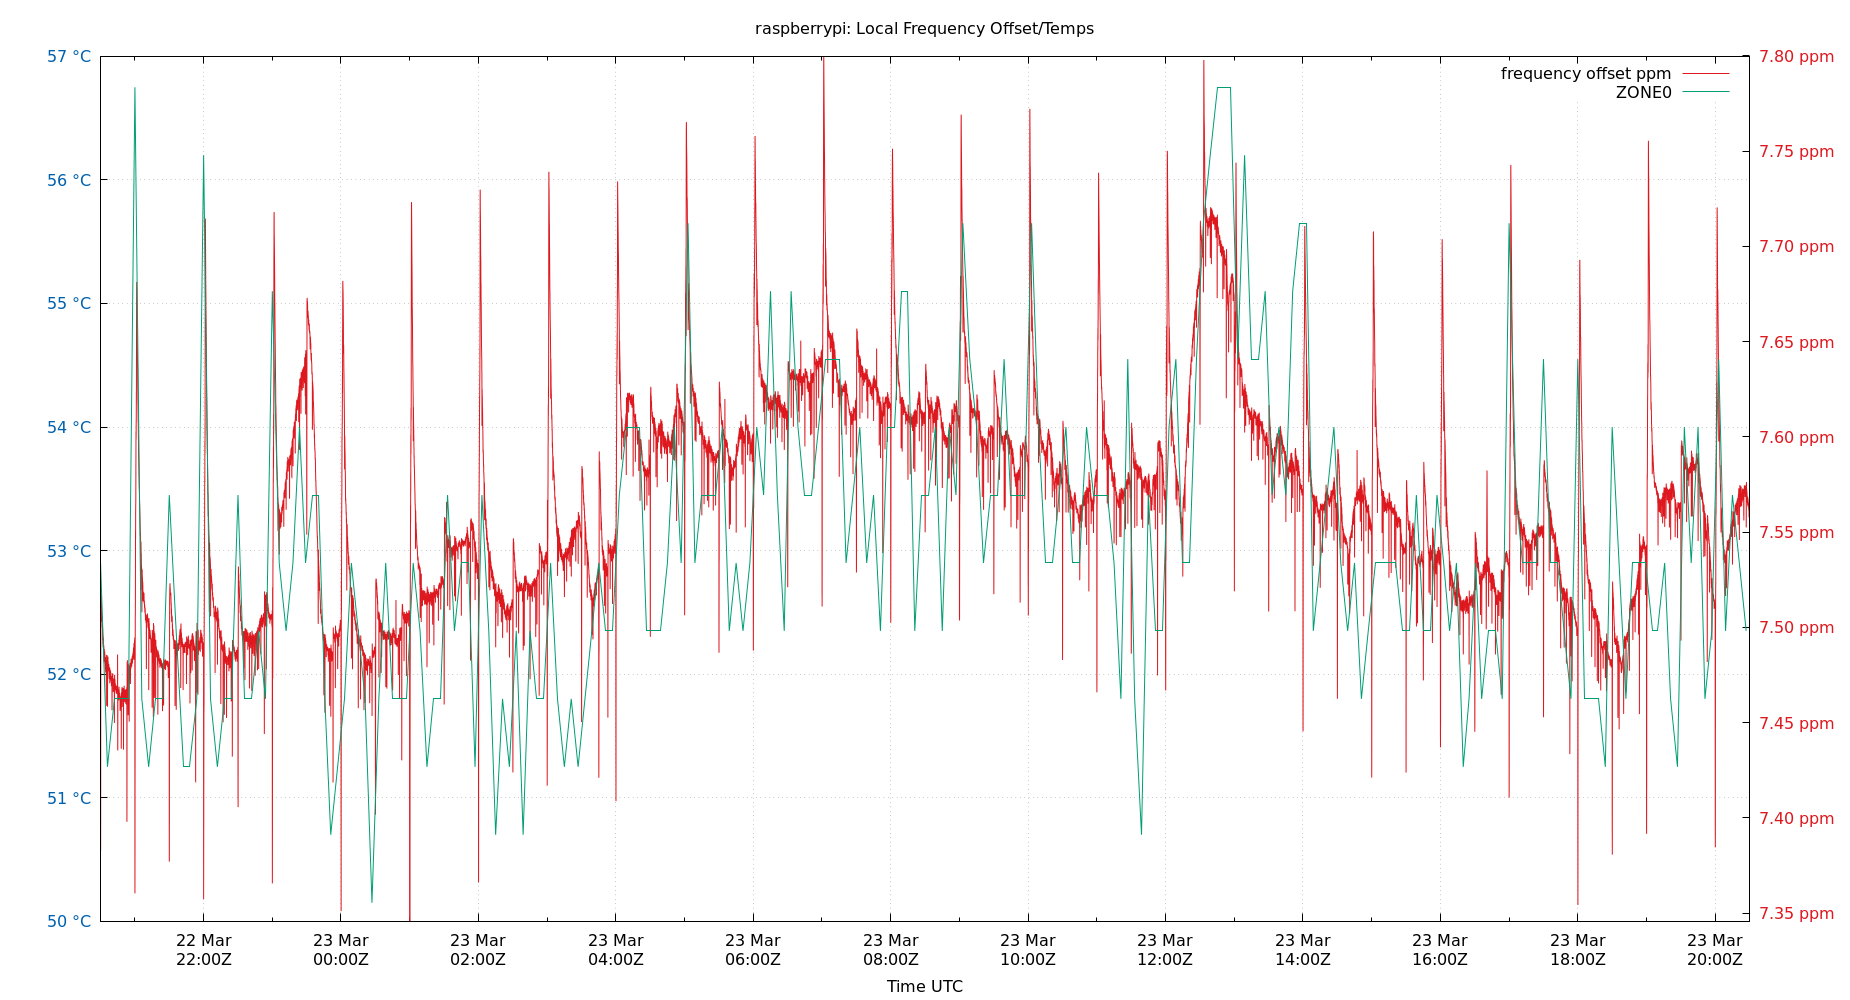 raspberrypi: Local Frequency Offset/Temps
57 °C
56 °C
55 °C
54 °C
53 °C
52 °C
51 °C
50 °C
7.80 ppm
7.75 ppm
7.70 ppm
7.65 ppm
7.60 ppm
7.55 ppm
7.50 ppm
7.45 ppm
7.40 ppm
7.35 ppm
frequency offset ppm
ZONE0
22 Mar
22:00Z
23 Mar
00:00Z
23 Mar
02:00Z
23 Mar
04:00Z
23 Mar
06:00Z
23 Mar
08:00Z
23 Mar
10:00Z
23 Mar
12:00Z
23 Mar
14:00Z
23 Mar
16:00Z
23 Mar
18:00Z
23 Mar
20:00Z
Time UTC